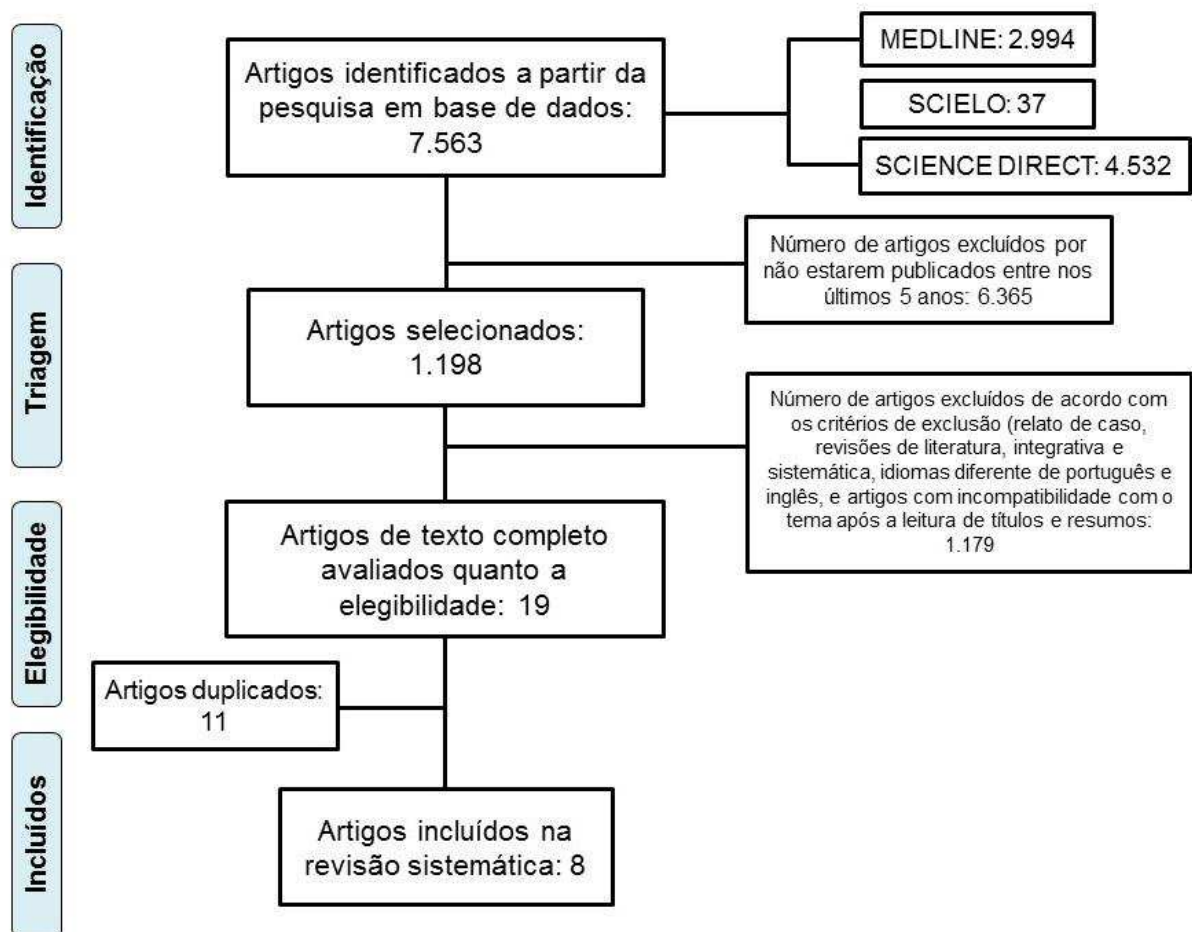 Identificação
Artigos identificados a partir da
pesquisa em base de dados:
7.563
MEDLINE: 2.994
SCIELO: 37
SCIENCE DIRECT: 4.532
Número de artigos excluídos por
não estarem publicados entre nos
últimos 5 anos: 6.365
Triagem
Artigos selecionados:
1.198
Número de artigos excluídos de acordo com
os critérios de exclusão (relato de caso,
revisões de literatura, integrativa e
sistemática, idiomas diferente de português e
inglês, e artigos com incompatibilidade com o
tema após a leitura de títulos e resumos:
1.179
Elegibilidade
Artigos de texto completo
avaliados quanto a
elegibilidade: 19
Artigos duplicados:
11
Incluídos
Artigos incluídos na
revisão sistemática: 8